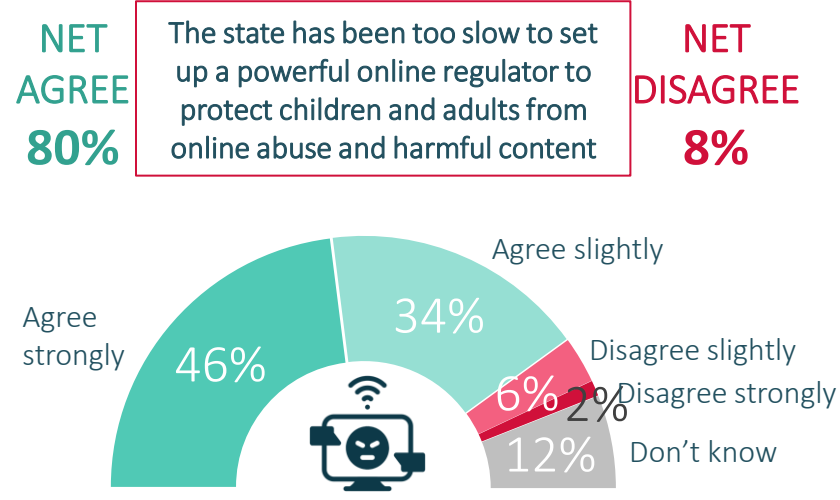 NET
AGREE
80%
The state has been too slow to set
up a powerful online regulator to
protect children and adults from
online abuse and harmful content
NET
DISAGREE
8%
Agree slightly
34%
Agree
strongly
46%
Disagree slightly
6%
Disagree strongly
2%
Don’t know
12%